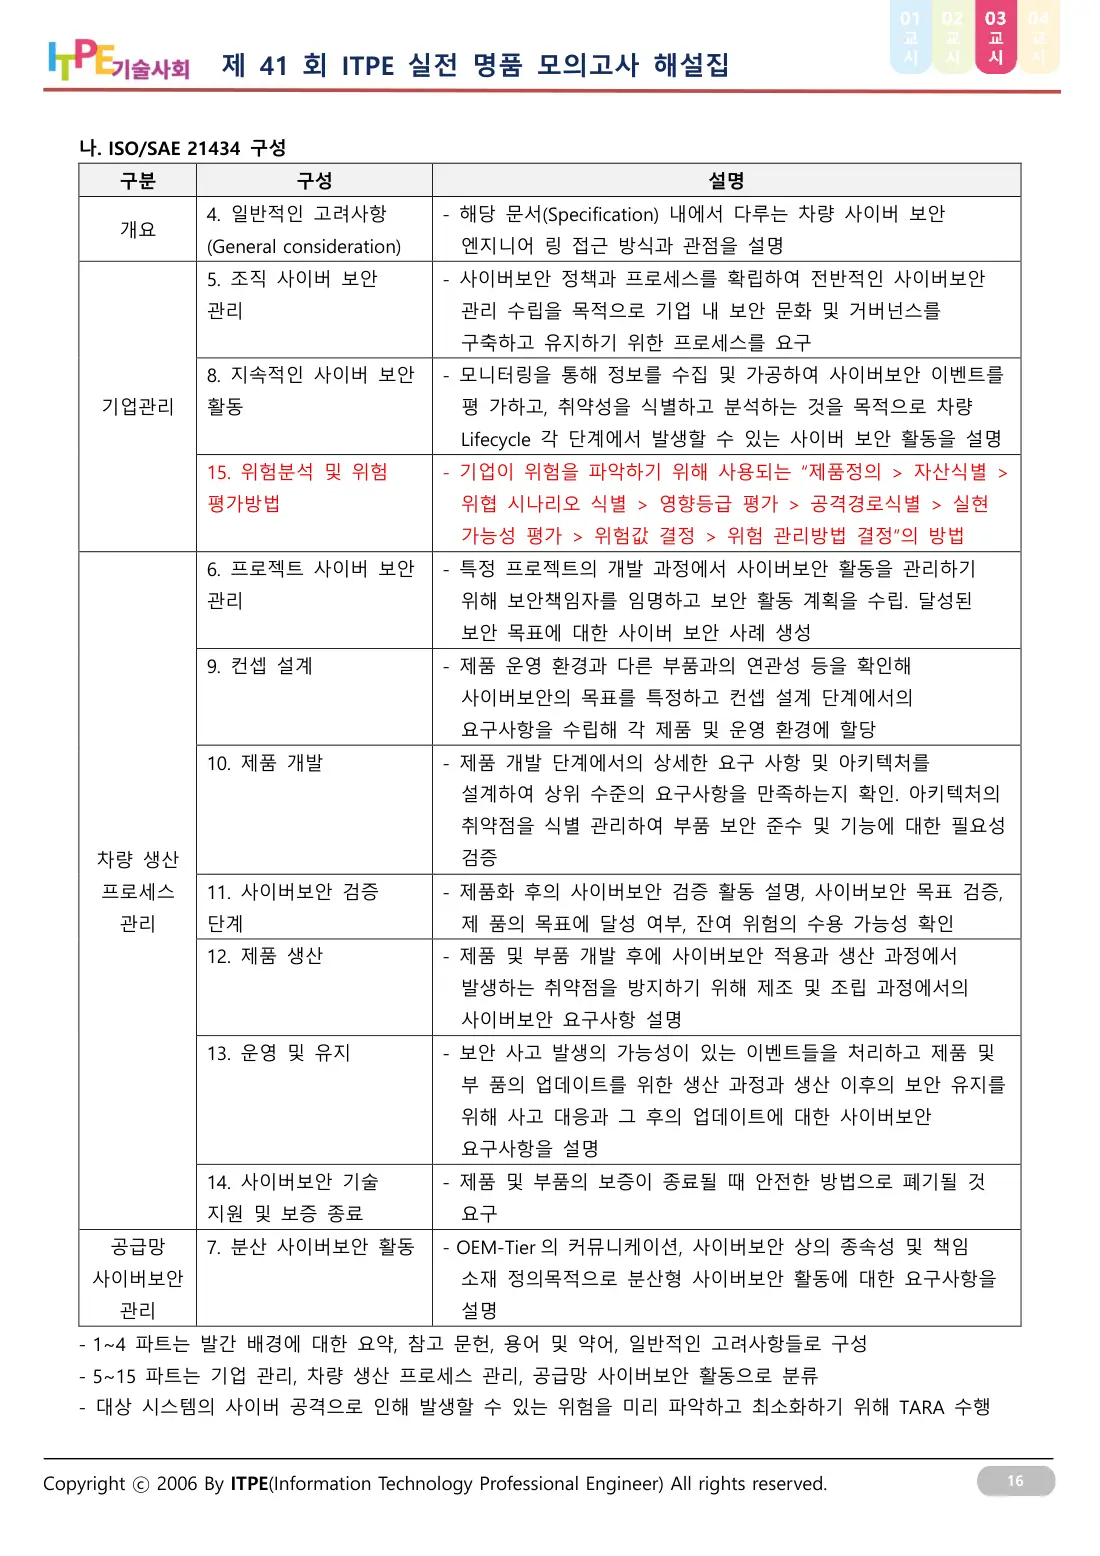 01 교시
02 교시
03 교시
04 교시
ITPE기술사회
제 41 회 ITPE 실전 명품 모의고사 해설집
나. ISO/SAE 21434 구성
구분 구성 설명
개요
4. 일반적인 고려사항
(General consideration)
- 해당 문서(Specification) 내에서 다루는 차량 사이버 보안
엔지니어 링 접근 방식과 관점을 설명
기업관리
5. 조직 사이버 보안
관리
- 사이버보안 정책과 프로세스를 확립하여 전반적인 사이버보안
관리 수립을 목적으로 기업 내 보안 문화 및 거버넌스를
구축하고 유지하기 위한 프로세스를 요구
8. 지속적인 사이버 보안
활동
- 모니터링을 통해 정보를 수집 및 가공하여 사이버보안 이벤트를
평 가하고, 취약성을 식별하고 분석하는 것을 목적으로 차량
Lifecycle 각 단계에서 발생할 수 있는 사이버 보안 활동을 설명
15. 위험분석 및 위험
평가방법
- 기업이 위험을 파악하기 위해 사용되는 “제품정의 > 자산식별 >
위협 시나리오 식별 > 영향등급 평가 > 공격경로식별 > 실현
가능성 평가 > 위험값 결정 > 위험 관리방법 결정”의 방법
차량 생산
프로세스
관리
6. 프로젝트 사이버 보안
관리
- 특정 프로젝트의 개발 과정에서 사이버보안 활동을 관리하기
위해 보안책임자를 임명하고 보안 활동 계획을 수립. 달성된
보안 목표에 대한 사이버 보안 사례 생성
9. 컨셉 설계
- 제품 운영 환경과 다른 부품과의 연관성 등을 확인해
사이버보안의 목표를 특정하고 컨셉 설계 단계에서의
요구사항을 수립해 각 제품 및 운영 환경에 할당
10. 제품 개발
- 제품 개발 단계에서의 상세한 요구 사항 및 아키텍처를
설계하여 상위 수준의 요구사항을 만족하는지 확인. 아키텍처의
취약점을 식별 관리하여 부품 보안 준수 및 기능에 대한 필요성
검증
11. 사이버보안 검증
단계
- 제품화 후의 사이버보안 검증 활동 설명, 사이버보안 목표 검증,
제 품의 목표에 달성 여부, 잔여 위험의 수용 가능성 확인
12. 제품 생산
- 제품 및 부품 개발 후에 사이버보안 적용과 생산 과정에서
발생하는 취약점을 방지하기 위해 제조 및 조립 과정에서의
사이버보안 요구사항 설명
13. 운영 및 유지
- 보안 사고 발생의 가능성이 있는 이벤트들을 처리하고 제품 및
부 품의 업데이트를 위한 생산 과정과 생산 이후의 보안 유지를
위해 사고 대응과 그 후의 업데이트에 대한 사이버보안
요구사항을 설명
14. 사이버보안 기술
지원 및 보증 종료
- 제품 및 부품의 보증이 종료될 때 안전한 방법으로 폐기될 것
요구
공급망
사이버보안
관리
7. 분산 사이버보안 활동
- OEM-Tier 의 커뮤니케이션, 사이버보안 상의 종속성 및 책임
소재 정의목적으로 분산형 사이버보안 활동에 대한 요구사항을
설명
- 1~4 파트는 발간 배경에 대한 요약, 참고 문헌, 용어 및 약어, 일반적인 고려사항들로 구성
- 5~15 파트는 기업 관리, 차량 생산 프로세스 관리, 공급망 사이버보안 활동으로 분류
- 대상 시스템의 사이버 공격으로 인해 발생할 수 있는 위험을 미리 파악하고 최소화하기 위해 TARA 수행
Copyright ⓒ 2006 By ITPE(Information Technology Professional Engineer) All rights reserved.
16